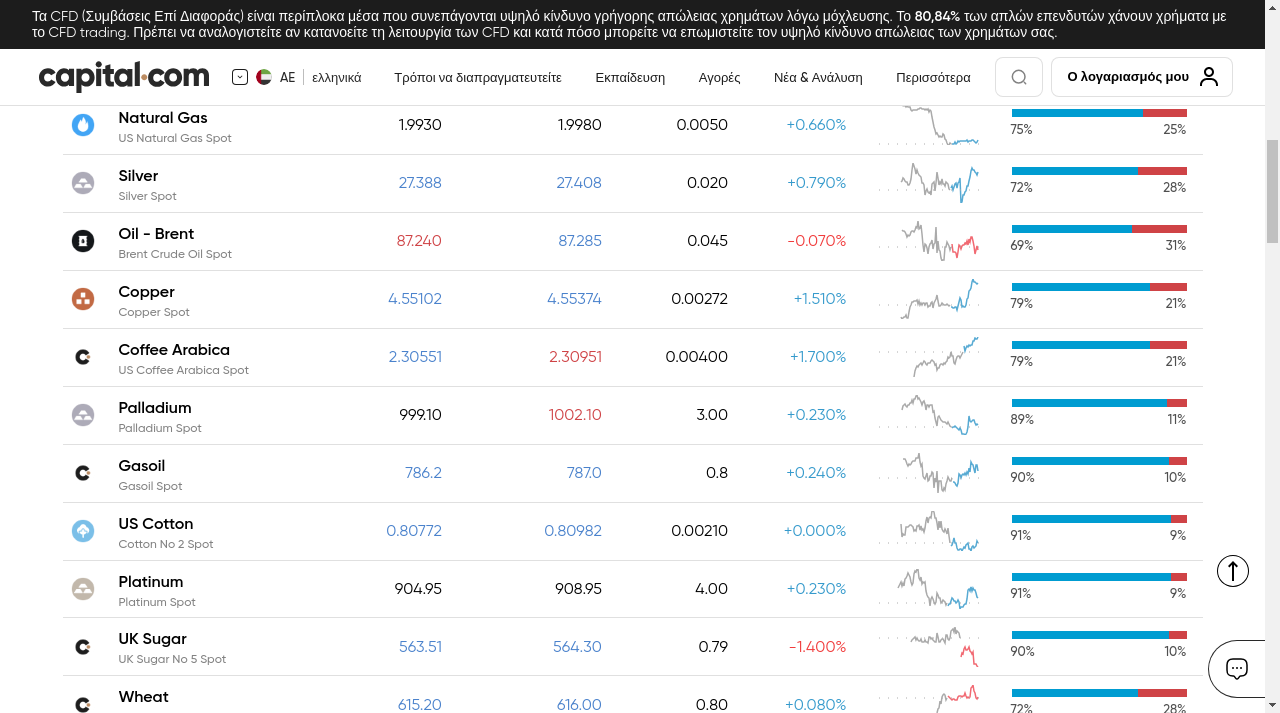 Τα CFD (Συμβάσεις Επί Διαφοράς) είναι περίπλοκα μέσα που συνεπάγονται υψηλό κίνδυνο γρήγορης απώλειας χρημάτων λόγω μόχλευσης. Το 80,84% των απλών επενδυτών χάνουν χρήματα με
το CFD trading. Πρέπει να αναλογιστείτε αν κατανοείτε τη λειτουργία των CFD και κατά πόσο μπορείτε να επωμιστείτε τον υψηλό κίνδυνο απώλειας των χρημάτων σας.
capital.com AE ελληνικά Τρόποι να διαπραγματευτείτε Εκπαίδευση Αγορές Νέα & Ανάλυση Περισσότερα Ο λογαριασμός μου
Natural Gas 1.9930 1.9980 0.0050 +0.660%
US Natural Gas Spot 75% 25%
Silver 27.388 27.408 0.020 +0.790%
Silver Spot 72% 28%
Oil - Brent 87.240 87.285 0.045 -0.070%
Brent Crude Oil Spot 69% 31%
Copper 4.55102 4.55374 0.00272 +1.510%
Copper Spot 79% 21%
Coffee Arabica 2.30551 2.30951 0.00400 +1.700%
US Coffee Arabica Spot 79% 21%
Palladium 999.10 1002.10 3.00 +0.230%
Palladium Spot 89% 11%
Gasoil 786.2 787.0 0.8 +0.240%
Gasoil Spot 90% 10%
US Cotton 0.80772 0.80982 0.00210 +0.000%
Cotton No 2 Spot 91% 9%
Platinum 904.95 908.95 4.00 +0.230%
Platinum Spot 91% 9%
UK Sugar 563.51 564.30 0.79 -1.400%
UK Sugar No 5 Spot 90% 10%
Wheat 615.20 616.00 0.80 +0.080%
72% 28%